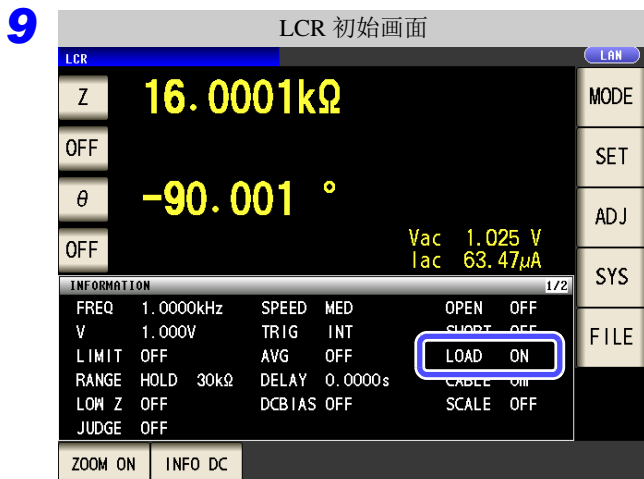 9
LCR 初始画面
LCR
LAN
Z 16.0001kΩ
OFF
θ -90.001 °
OFF
Vac 1.025 V
Iac 63.47μA
MODE
SET
ADJ
SYS
FILE
INFORMATION 1/2
FREQ 1.0000kHz SPEED MED OPEN OFF
V 1.000V TRIG INT SHORT OFF
LIMIT OFF AVG OFF LOAD ON
RANGE HOLD 30kΩ DELAY 0.0000s CABLE 0m
LOW Z OFF DCBIAS OFF SCALE OFF
JUDGE OFF
ZOOM ON INFO DC